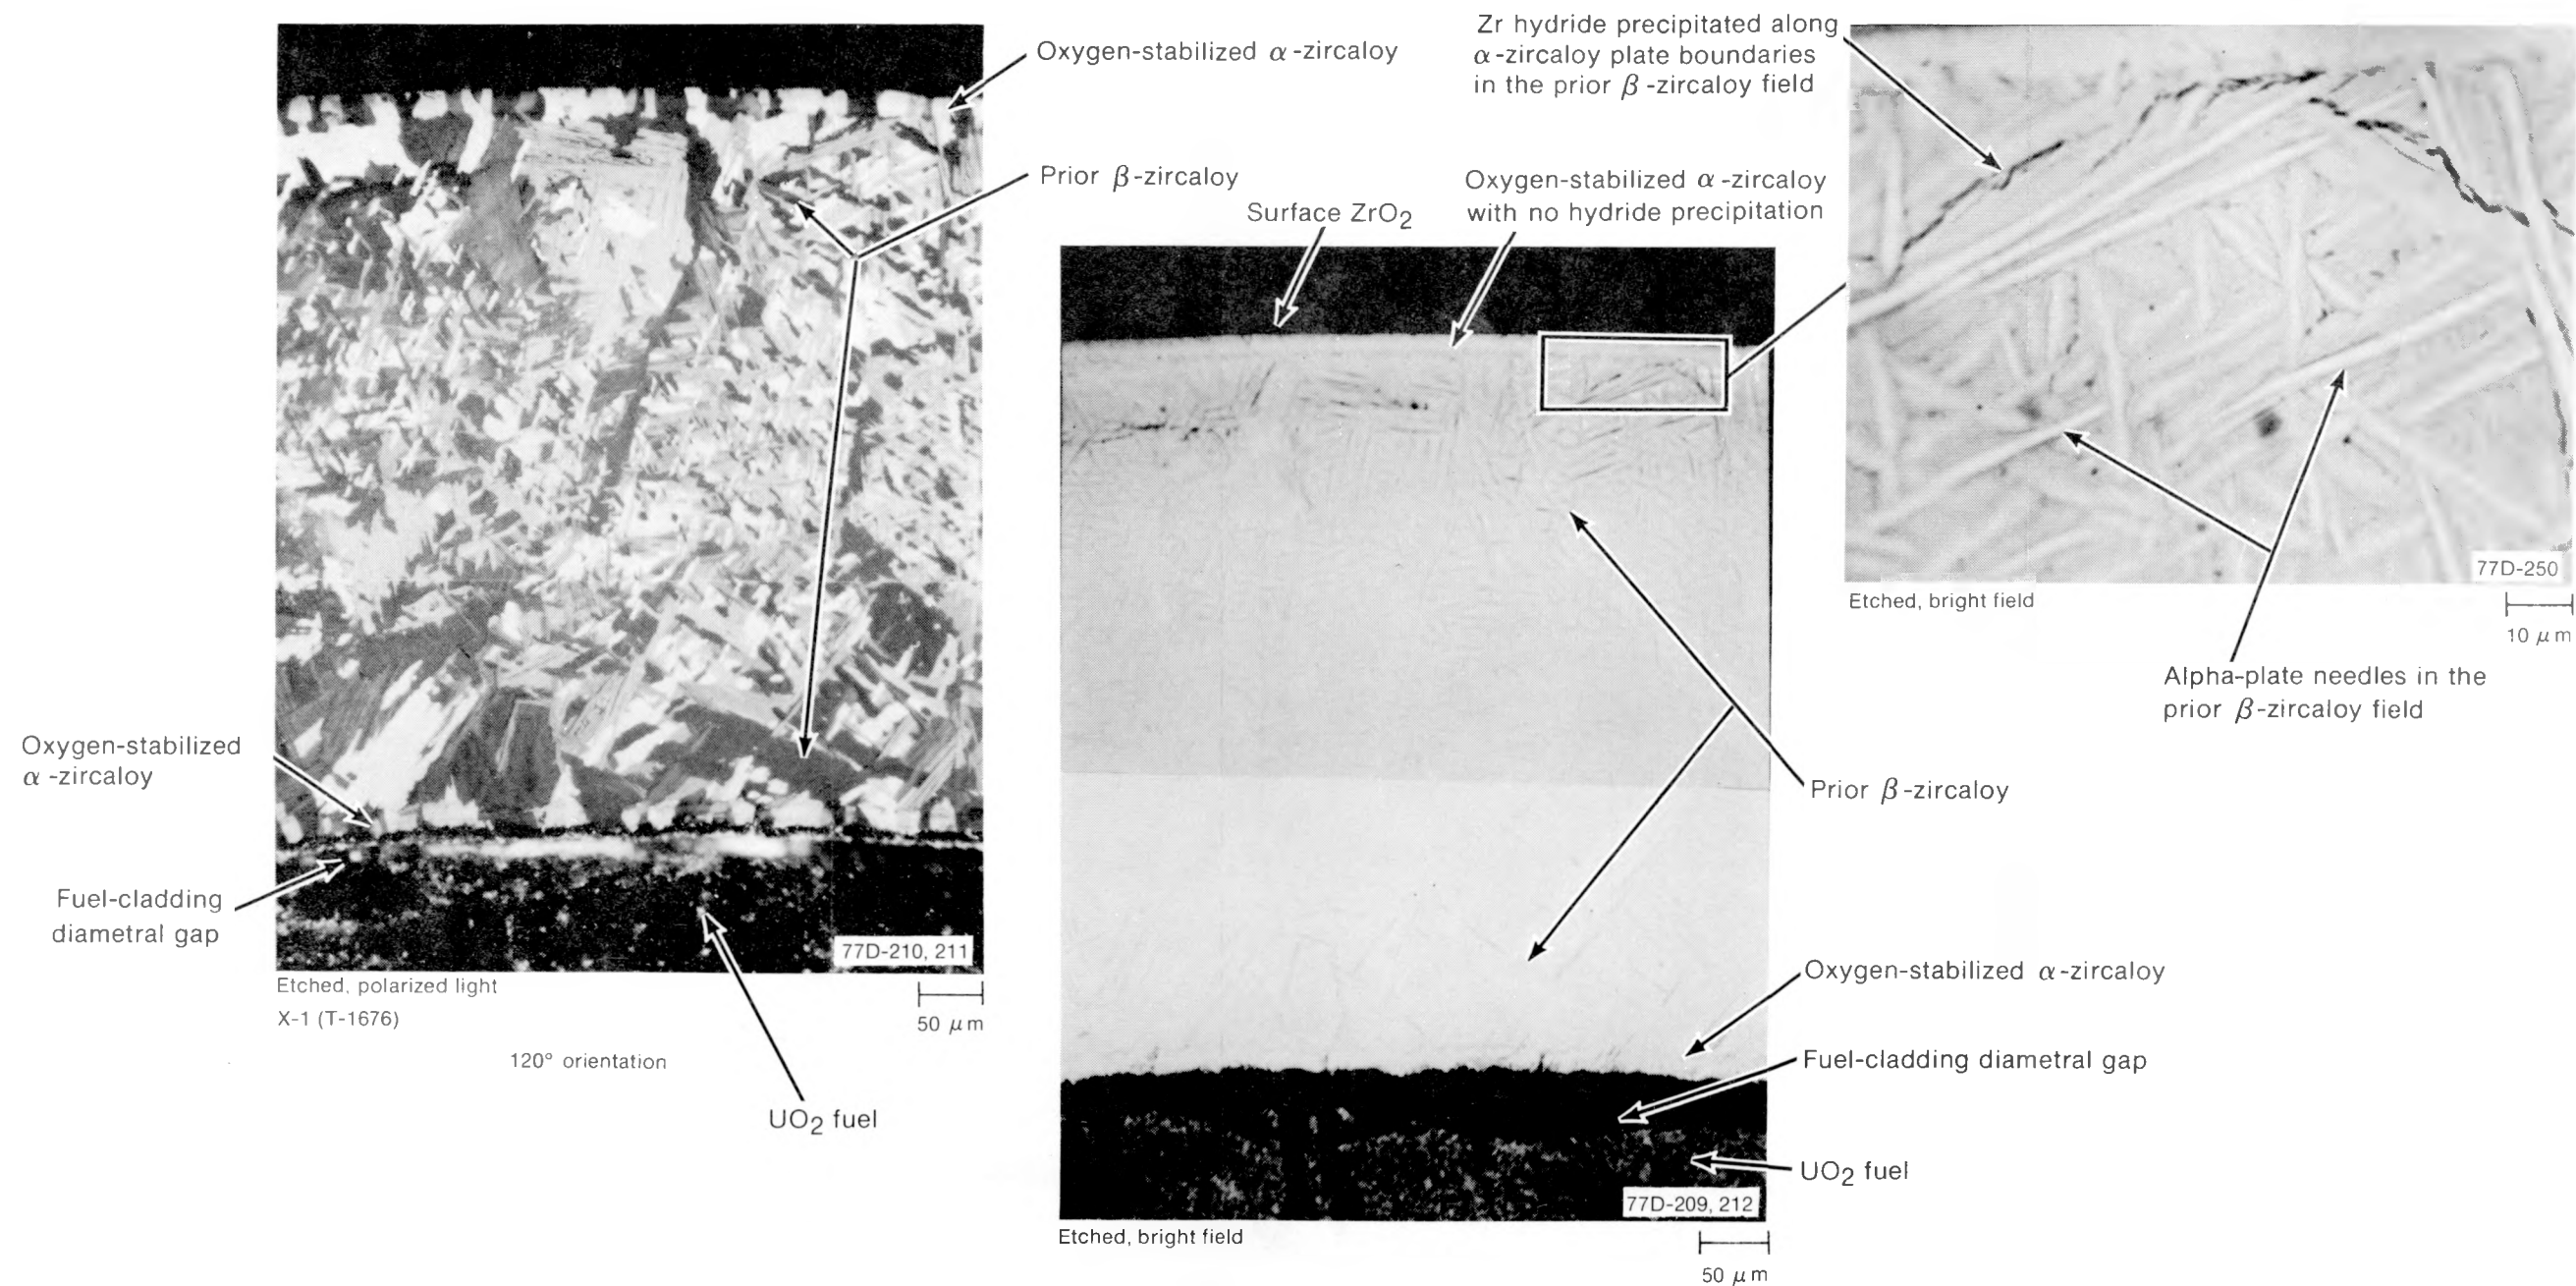 Oxygen-stabilized α-zircaloy
Prior β-zircaloy
Oxygen-stabilized
α-zircaloy
Fuel-cladding
diametral gap
77D-210, 211
Etched, polarized light
X-1 (T-1676)
50 μm
120° orientation
UO2 fuel
Zr hydride precipitated along
α-zircaloy plate boundaries
in the prior β-zircaloy field
Oxygen-stabilized α-zircaloy
with no hydride precipitation
Surface ZrO2
Prior β-zircaloy
Oxygen-stabilized α-zircaloy
Fuel-cladding diametral gap
UO2 fuel
77D-209, 212
Etched, bright field
50 μm
77D-250
Etched, bright field
10 μm
Alpha-plate needles in the
prior β-zircaloy field